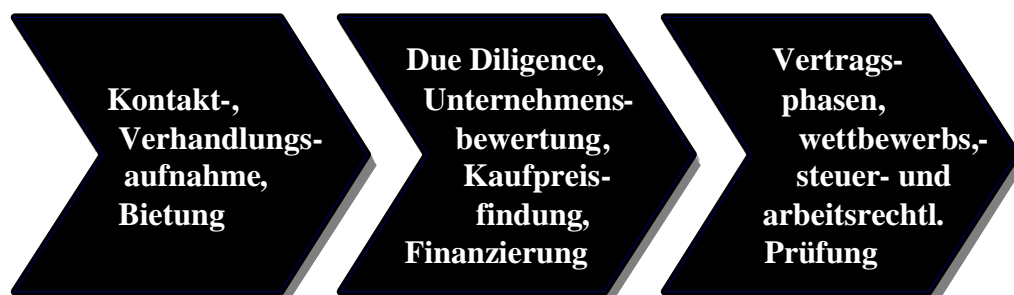 Kontakt-,
Verhandlungs-
aufnahme,
Bietung
Due Diligence,
Unternehmens-
bewertung,
Kaufpreis-
findung,
Finanzierung
Vertrags-
phasen,
wettbewerbs,-
steuer- und
arbeitsrechtl.
Prüfung